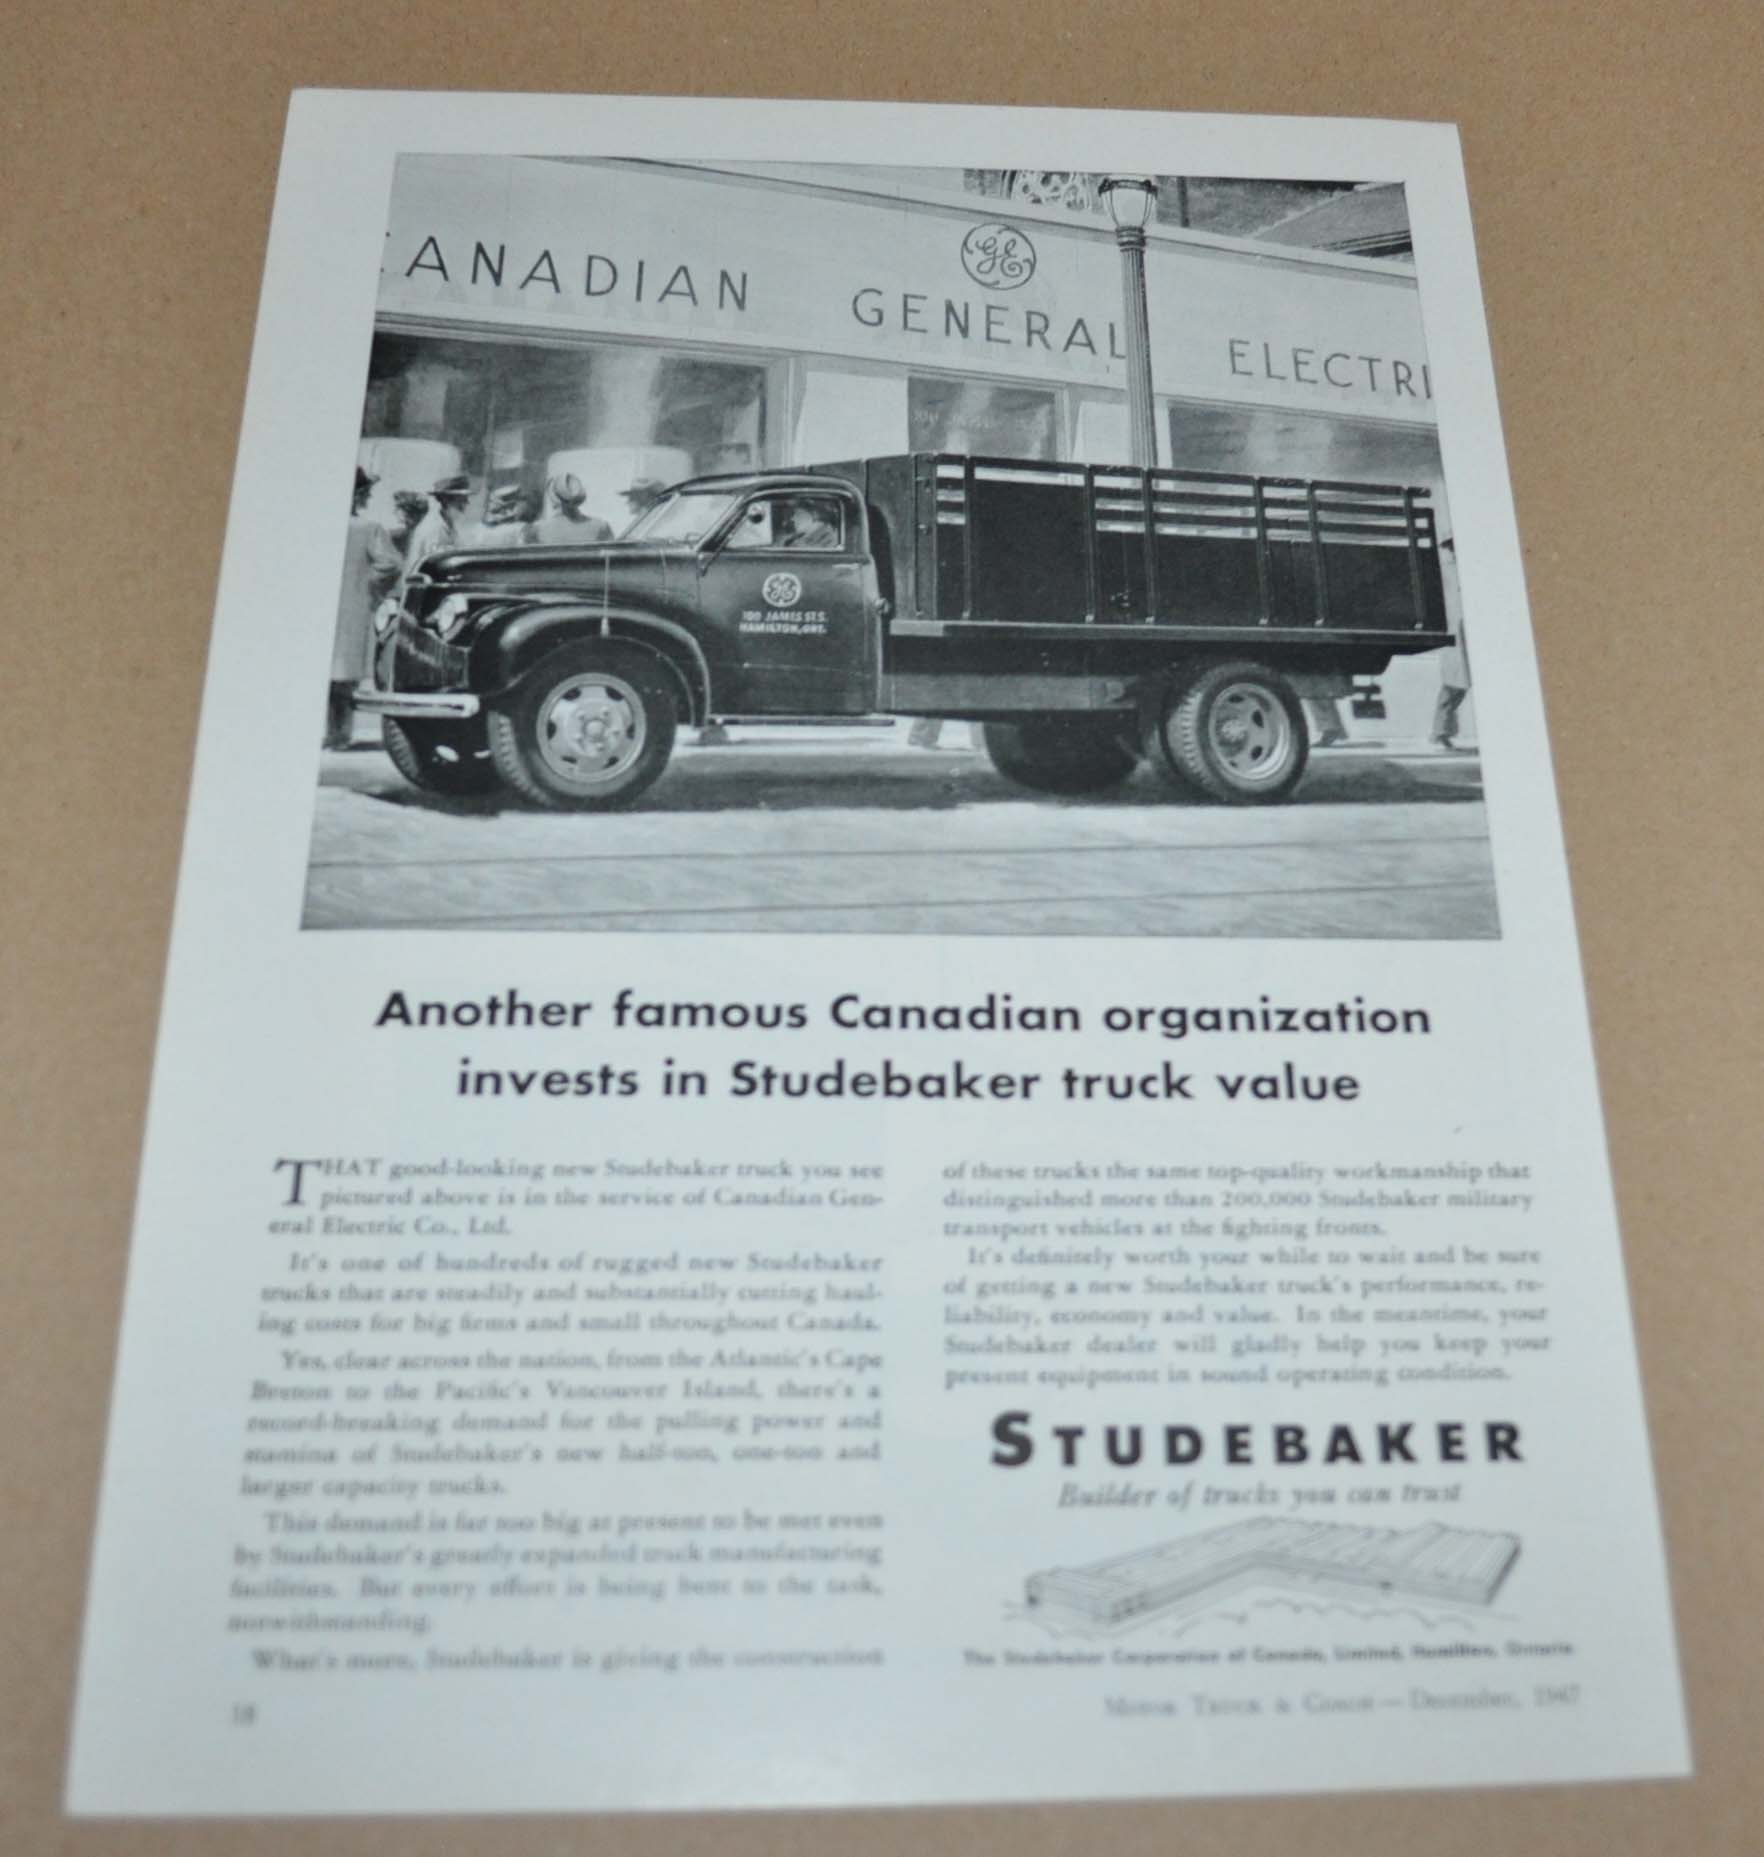 CANADIAN GENERAL ELECTRI
GE
GE
100 JAMES ST. S.
HAMILTON, ONT.
Another famous Canadian organization
invests in Studebaker truck value
THAT good-looking new Studebaker truck you see
pictured above is in the service of Canadian Gen-
eral Electric Co., Ltd.
It's one of hundreds of rugged new Studebaker
trucks that are steadily and substantially cutting haul-
ing costs for big firms and small throughout Canada.
Yes, clear across the nation, from the Atlantic's Cape
Breton to the Pacific's Vancouver Island, there's a
record-breaking demand for the pulling power and
stamina of Studebaker's new half-ton, one-ton and
larger capacity trucks.
This demand is far too big at present to be met even
by Studebaker's greatly expanded truck manufacturing
facilities. But every effort is being bent to the task,
notwithstanding.
What's more, Studebaker is giving the construction
of these trucks the same top-quality workmanship that
distinguished more than 200,000 Studebaker military
transport vehicles at the fighting fronts.
It's definitely worth your while to wait and be sure
of getting a new Studebaker truck's performance, re-
liability, economy and value. In the meantime, your
Studebaker dealer will gladly help you keep your
present equipment in sound operating condition.
STUDEBAKER
Builder of trucks you can trust
The Studebaker Corporation of Canada, Limited, Hamilton, Ontario
18
MOTOR TRUCK & COACH — December, 1947